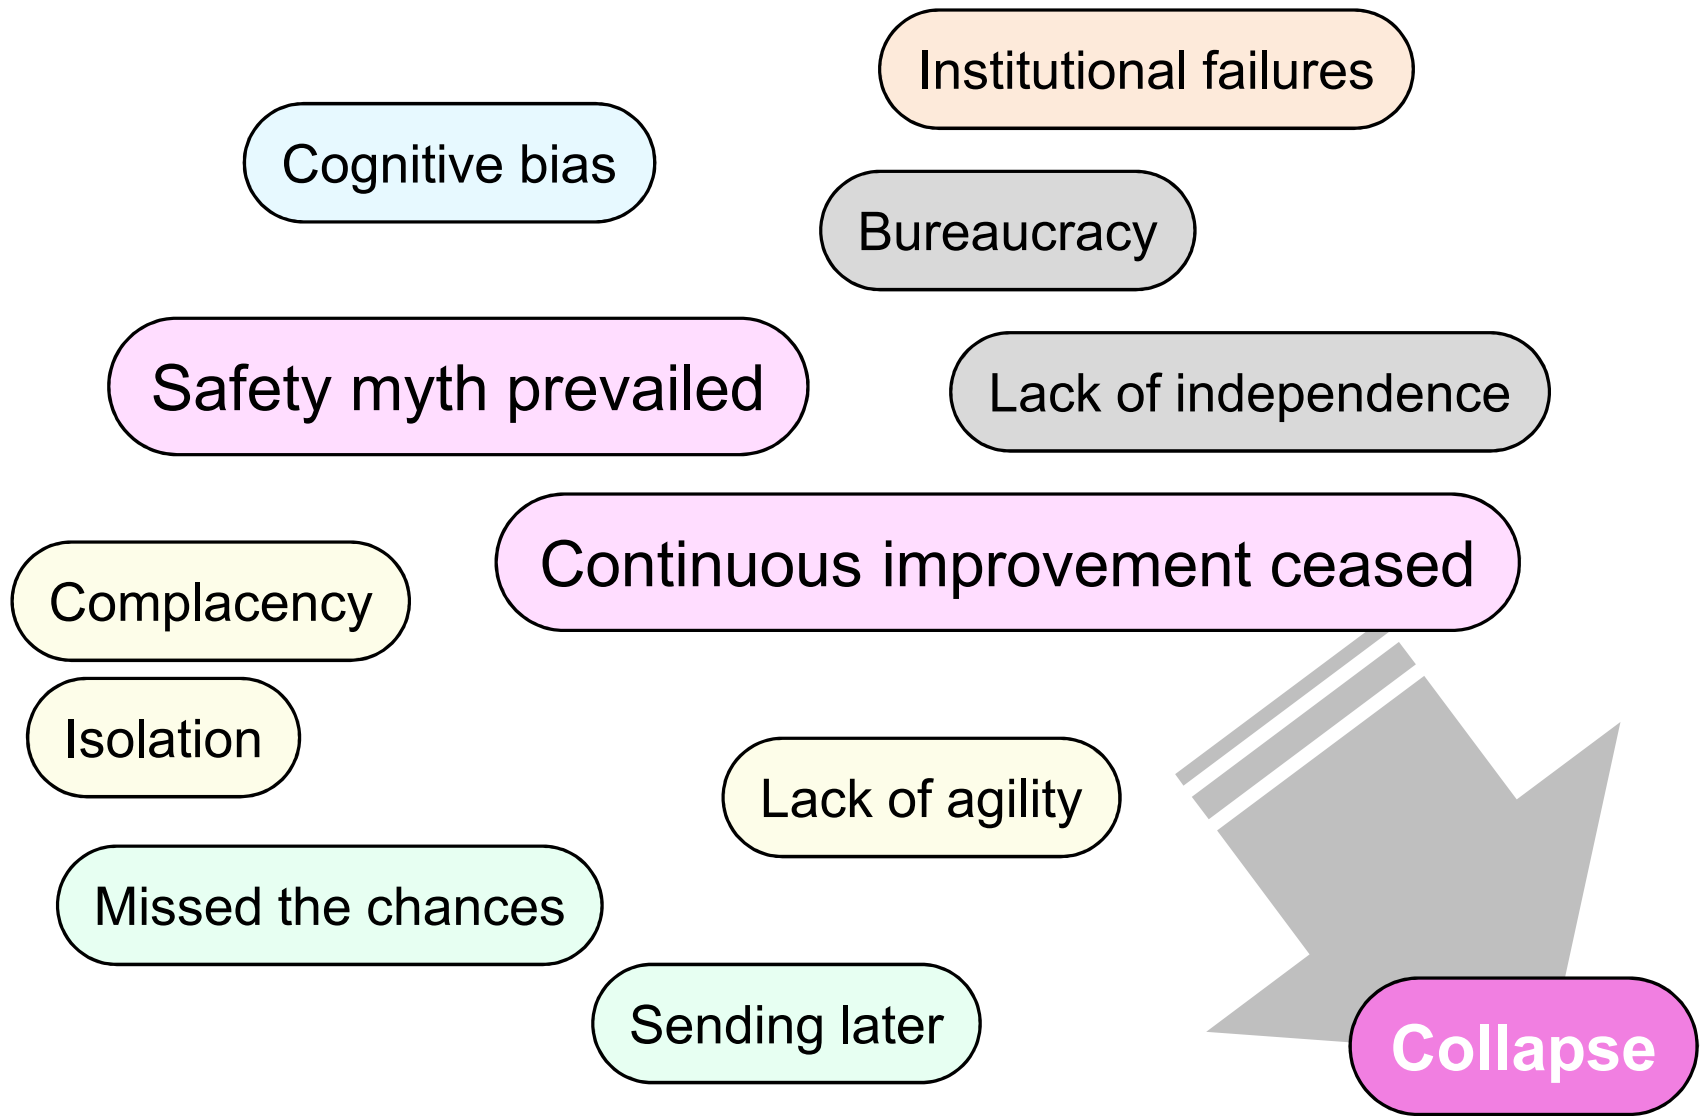 Institutional failures
Cognitive bias
Bureaucracy
Safety myth prevailed
Lack of independence
Continuous improvement ceased
Complacency
Isolation
Lack of agility
Missed the chances
Sending later
Collapse